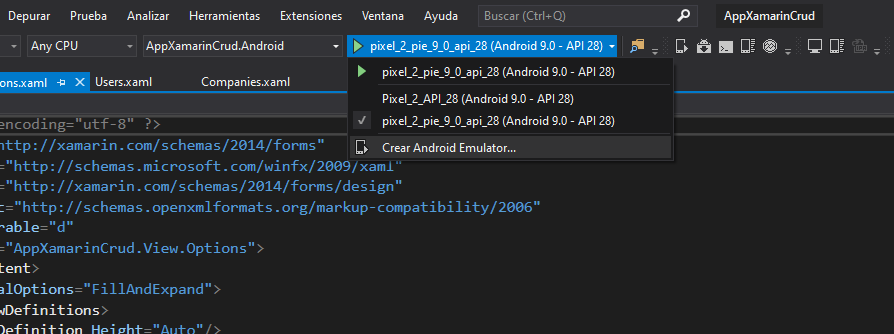 Depurar Prueba Analizar Herramientas Extensiones Ventana Ayuda Buscar (Ctrl+Q) AppXamarinCrud
Any CPU AppXamarinCrud.Android pixel_2_pie_9_0_api_28 (Android 9.0 - API 28)
ons.xaml Users.xaml Companies.xaml
pixel_2_pie_9_0_api_28 (Android 9.0 - API 28)
Pixel_2_API_28 (Android 9.0 - API 28)
pixel_2_pie_9_0_api_28 (Android 9.0 - API 28)
Crear Android Emulator...
encoding="utf-8" ?>
http://xamarin.com/schemas/2014/forms"
="http://schemas.microsoft.com/winfx/2009/xaml"
="http://xamarin.com/schemas/2014/forms/design"
="http://schemas.openxmlformats.org/markup-compatibility/2006"
rable="d"
="AppXamarinCrud.View.Options">
tent>
alOptions="FillAndExpand">
wDefinitions>
Definition Height="Auto"/>